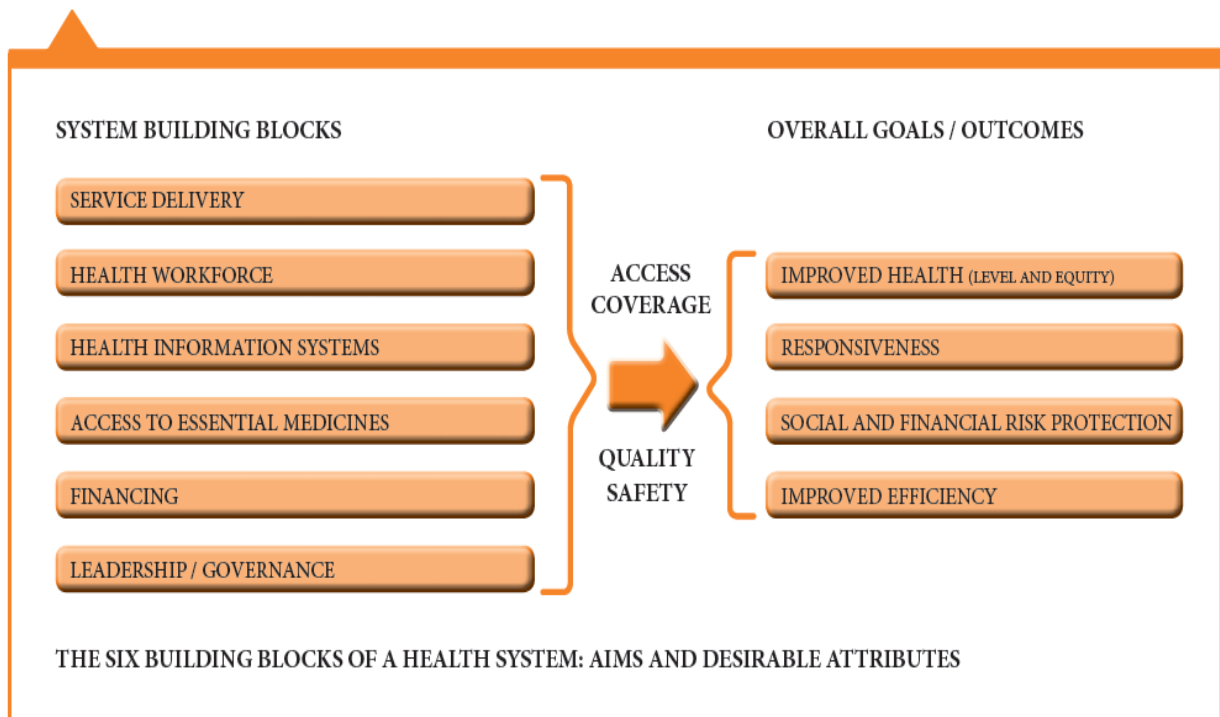 SYSTEM BUILDING BLOCKS
SERVICE DELIVERY
HEALTH WORKFORCE
HEALTH INFORMATION SYSTEMS
ACCESS TO ESSENTIAL MEDICINES
FINANCING
LEADERSHIP / GOVERNANCE
ACCESS
COVERAGE
QUALITY
SAFETY
OVERALL GOALS / OUTCOMES
IMPROVED HEALTH (LEVEL AND EQUITY)
RESPONSIVENESS
SOCIAL AND FINANCIAL RISK PROTECTION
IMPROVED EFFICIENCY
THE SIX BUILDING BLOCKS OF A HEALTH SYSTEM: AIMS AND DESIRABLE ATTRIBUTES